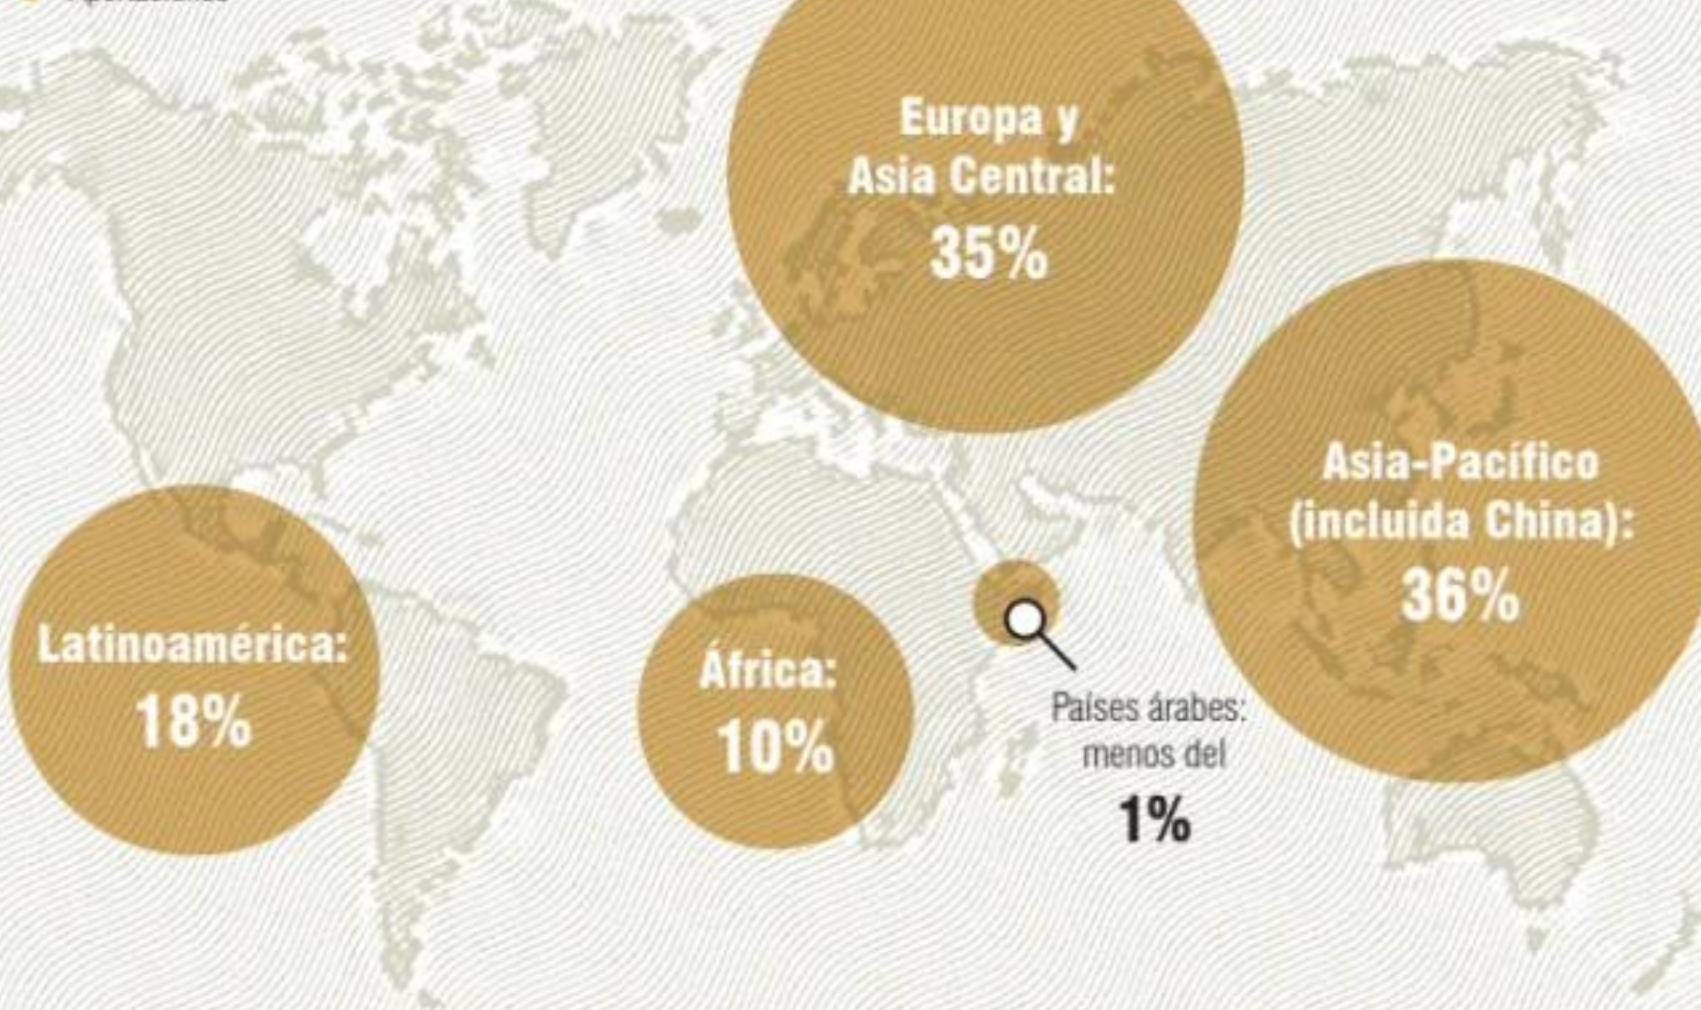 Europa y
Asia Central:
35%
Asia-Pacífico
(incluida China):
36%
Latinoamérica:
18%
África:
10%
Países árabes:
menos del
1%